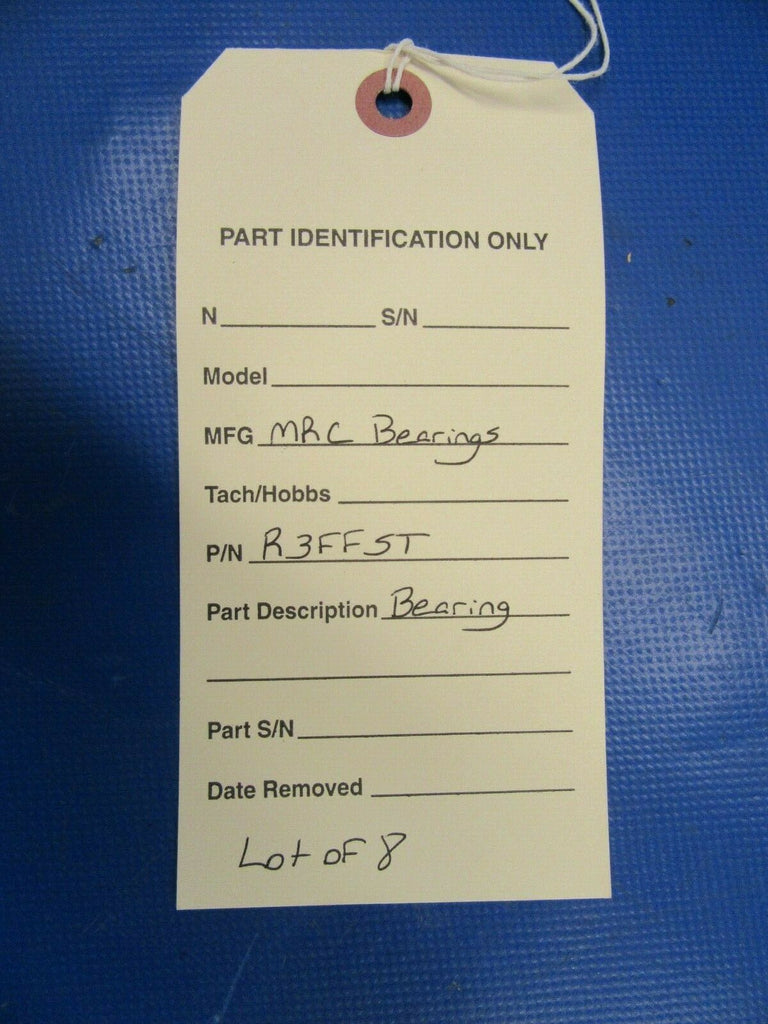 PART IDENTIFICATION ONLY
N S/N
Model
MFG MRC Bearings
Tach/Hobbs
P/N R3FFST
Part Description Bearing
Part S/N
Date Removed
Lot of 8